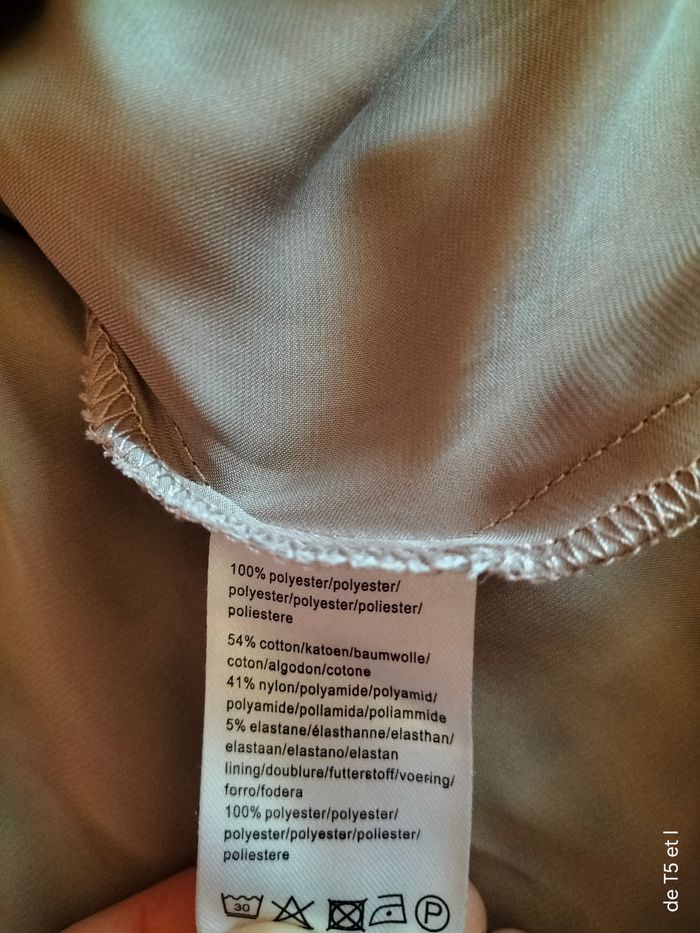 100% polyester/polyester/
polyester/polyester/poliester/
poliestere
54% cotton/katoen/baumwolle/
coton/algodon/cotone
41% nylon/polyamide/polyamid/
polyamide/pollamida/poliammide
5% elastane/élasthanne/elasthan/
elastaan/elastano/elastan
lining/doublure/futterstoff/voering/
forro/fodera
100% polyester/polyester/
polyester/polyester/poliester/
poliestere
30
P
de T5 et l